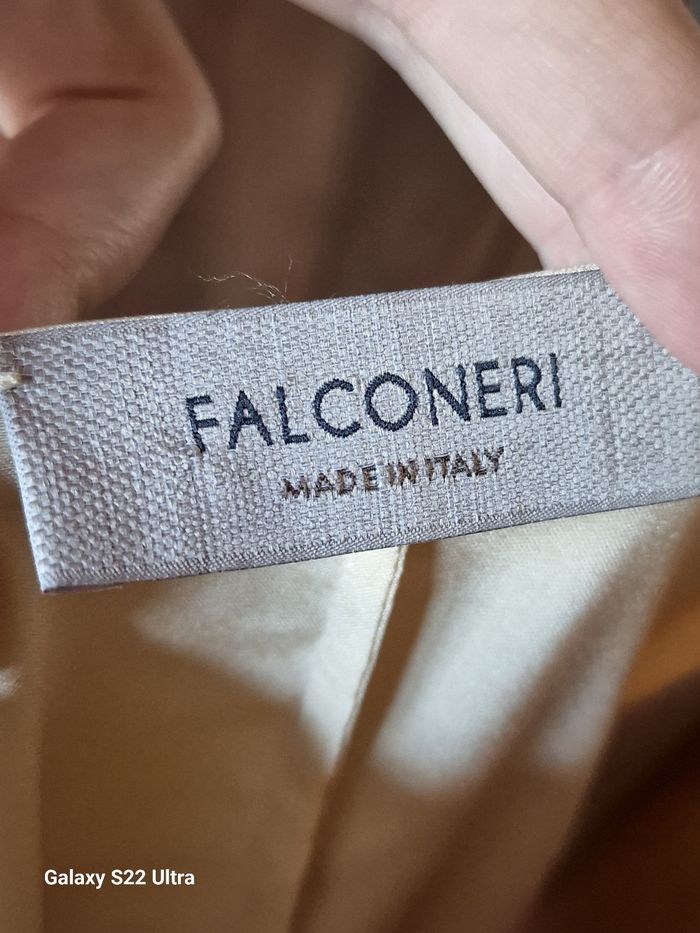 FALCONERI
MADE IN ITALY
Galaxy S22 Ultra